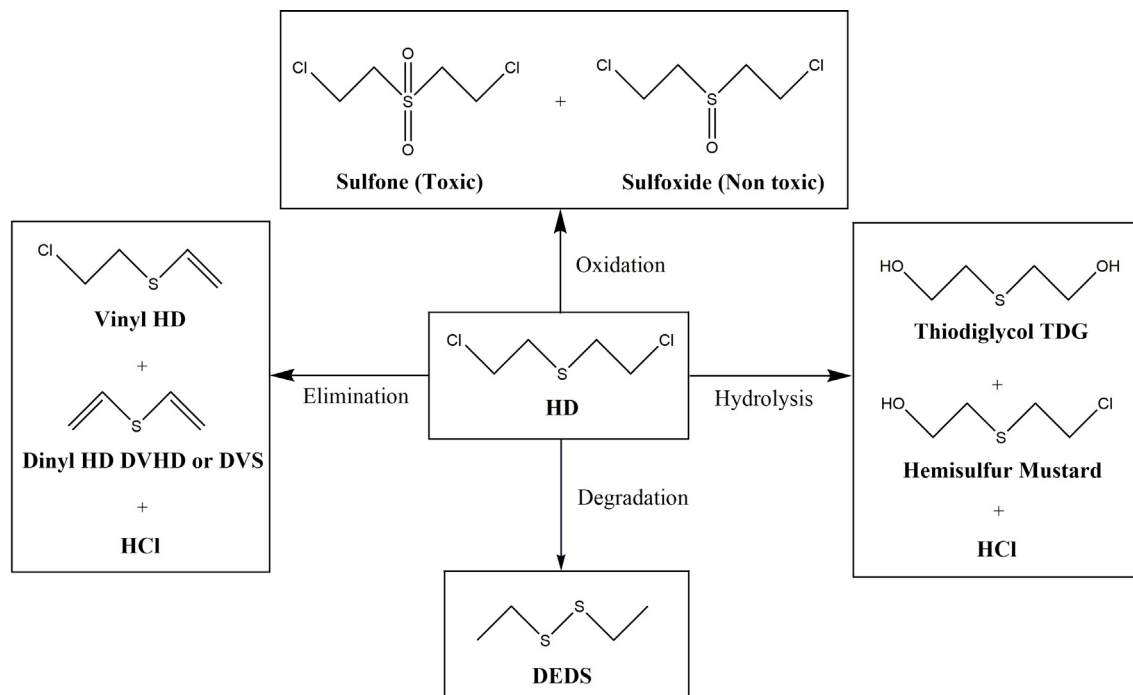 O
Cl Cl
S
O
Sulfone (Toxic)
+
Cl Cl
S
O
Sulfoxide (Non toxic)
Oxidation
Cl
S
Vinyl HD
+
S
Dinyl HD DVHD or DVS
+
HCl
Elimination
Cl Cl
S
HD
Hydrolysis
HO OH
S
Thiodiglycol TDG
+
HO Cl
S
Hemisulfur Mustard
+
HCl
Degradation
S
S
DEDS